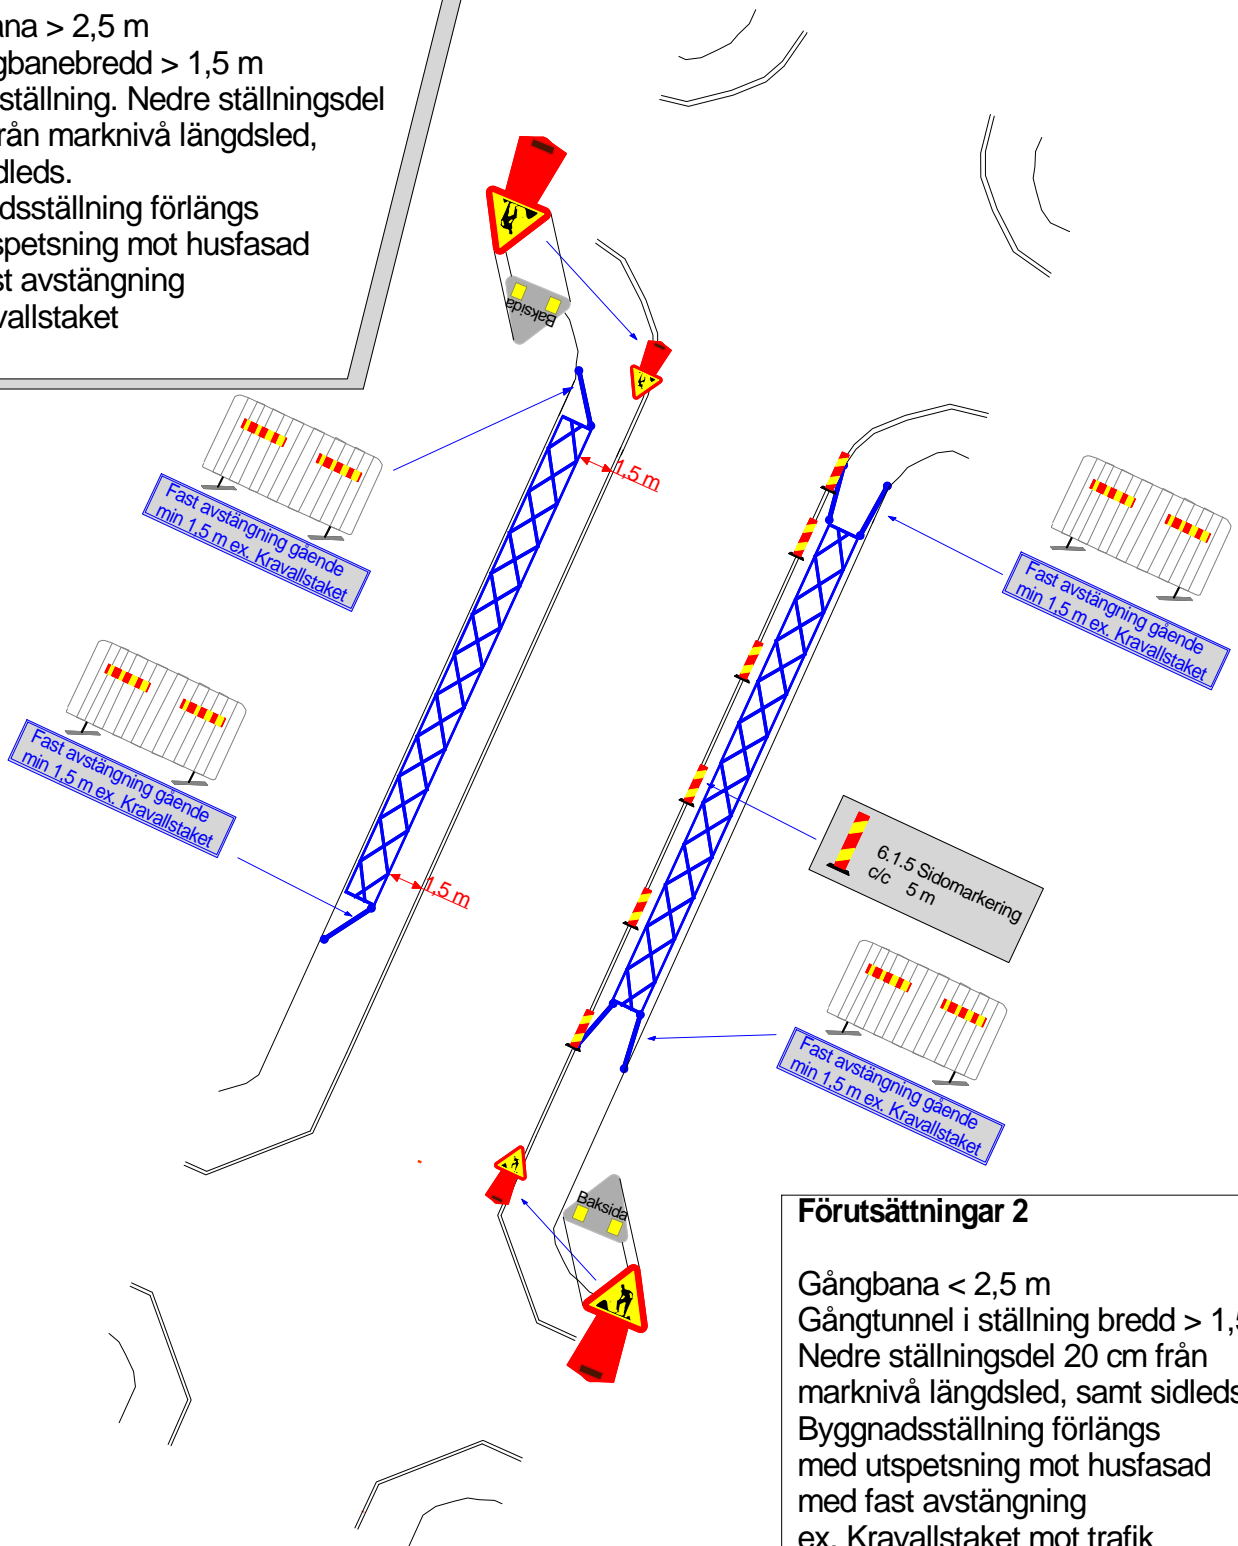 ana > 2,5 m
gbanebredd > 1,5 m
ställning. Nedre ställningsdel
från marknivå längdsled,
dleds.
dsställning förlängs
spetsning mot husfasad
st avstängning
vallstaket
Baksida
1,5 m
Fast avstängning gående
min 1,5 m ex. Kravallstaket
Fast avstängning gående
min 1,5 m ex. Kravallstaket
Fast avstängning gående
min 1,5 m ex. Kravallstaket
6.1.5 Sidomarkering
c/c 5 m
1,5 m
Fast avstängning gående
min 1,5 m ex. Kravallstaket
Baksida
Förutsättningar 2
Gångbana < 2,5 m
Gångtunnel i ställning bredd > 1,5
Nedre ställningsdel 20 cm från
marknivå längdsled, samt sidleds
Byggnadsställning förlängs
med utspetsning mot husfasad
med fast avstängning
ex. Kravallstaket mot trafik